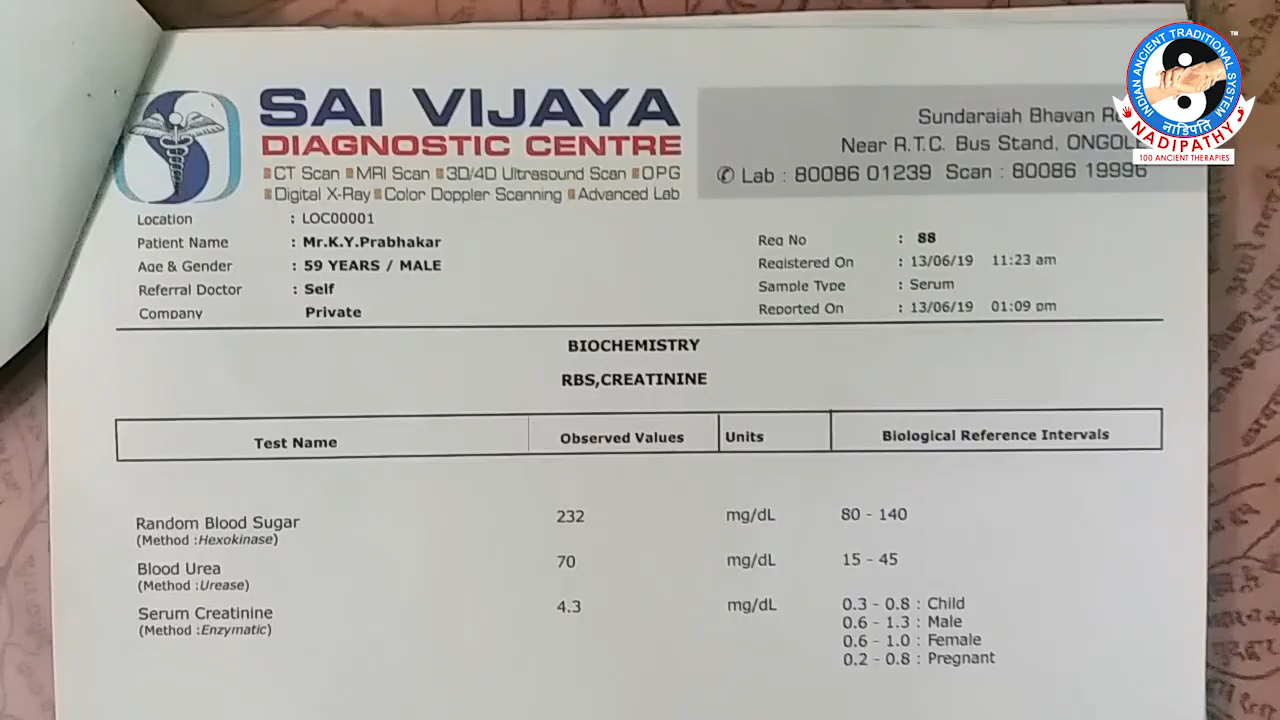 SAI VIJAYA
DIAGNOSTIC CENTRE
CT Scan MRI Scan 3D/4D Ultrasound Scan OPG
Digital X-Ray Color Doppler Scanning Advanced Lab
Sundaraiah Bhavan
Near R.T.C. Bus Stand,
Lab : 80086 01239 Scan : 80086 19996
INDIAN ANCIENT TRADITIONAL SYSTEM
नाडिपति
NADIPATHY
100 ANCIENT THERAPIES
TM
Location : LOC00001
Patient Name : Mr.K.Y.Prabhakar
Age & Gender : 59 YEARS / MALE
Referral Doctor : Self
Company Private
Reg No : 88
Registered On : 13/06/19 11:23 am
Sample Type : Serum
Reported On : 13/06/19 01:09 pm
BIOCHEMISTRY
RBS,CREATININE
Test Name Observed Values Units Biological Reference Intervals
Random Blood Sugar 232 mg/dL 80 - 140
(Method :Hexokinase)
Blood Urea 70 mg/dL 15 - 45
(Method :Urease)
Serum Creatinine 4.3 mg/dL 0.3 - 0.8 : Child
(Method :Enzymatic) 0.6 - 1.3 : Male
0.6 - 1.0 : Female
0.2 - 0.8 : Pregnant